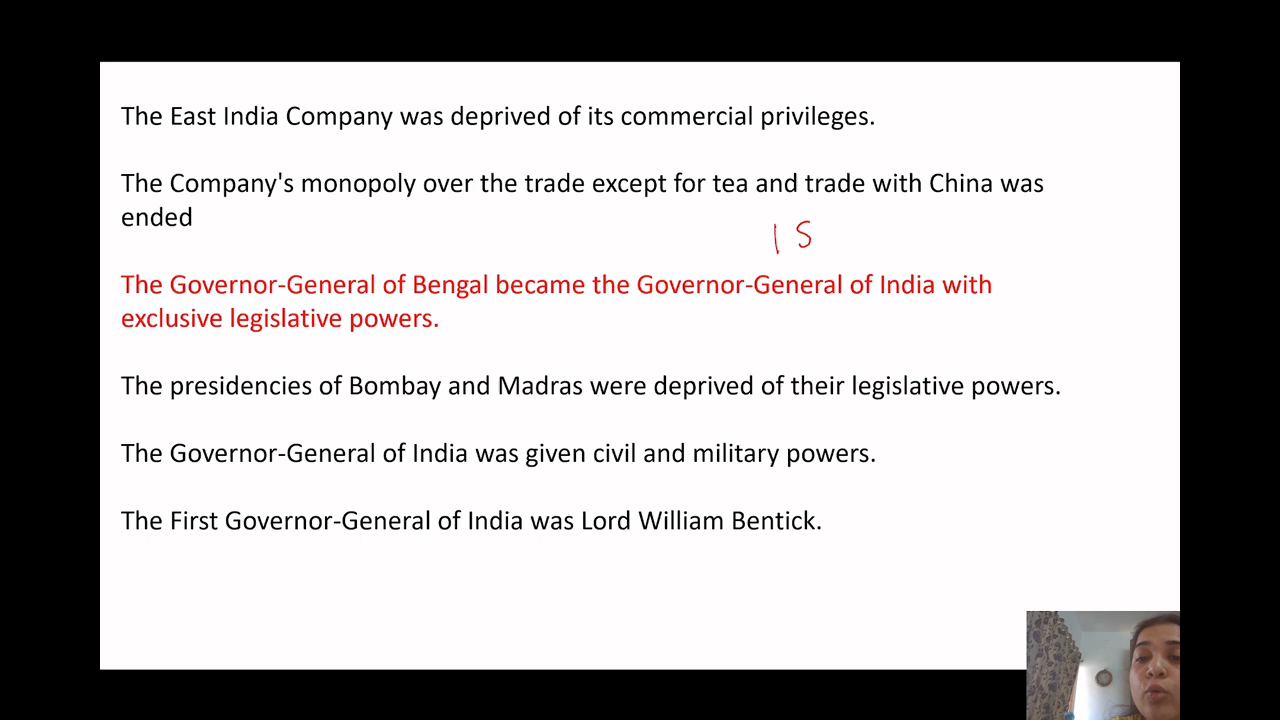 The East India Company was deprived of its commercial privileges.
The Company's monopoly over the trade except for tea and trade with China was
ended
1 S
The Governor-General of Bengal became the Governor-General of India with
exclusive legislative powers.
The presidencies of Bombay and Madras were deprived of their legislative powers.
The Governor-General of India was given civil and military powers.
The First Governor-General of India was Lord William Bentick.